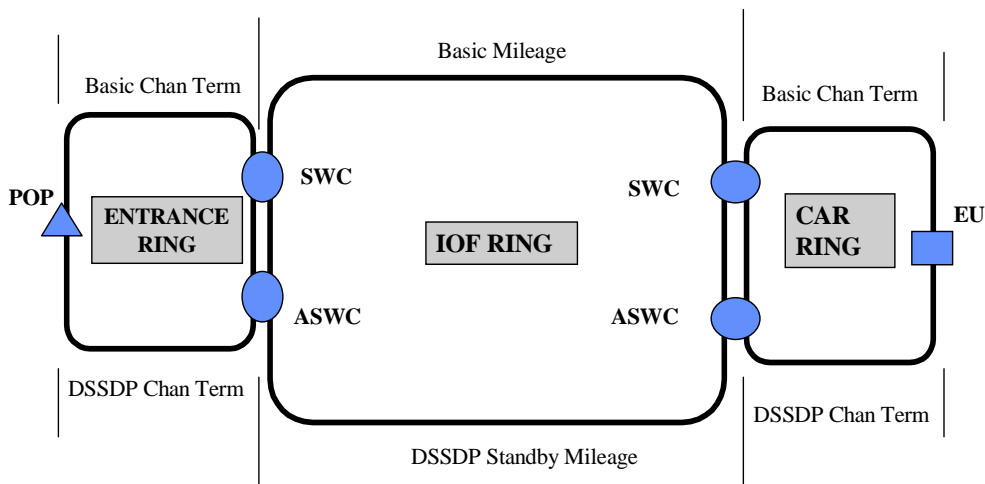 Basic Mileage
Basic Chan Term
Basic Chan Term
SWC
SWC
POP
ENTRANCE
RING
IOF RING
CAR
RING
EU
ASWC
ASWC
DSSDP Chan Term
DSSDP Chan Term
DSSDP Standby Mileage